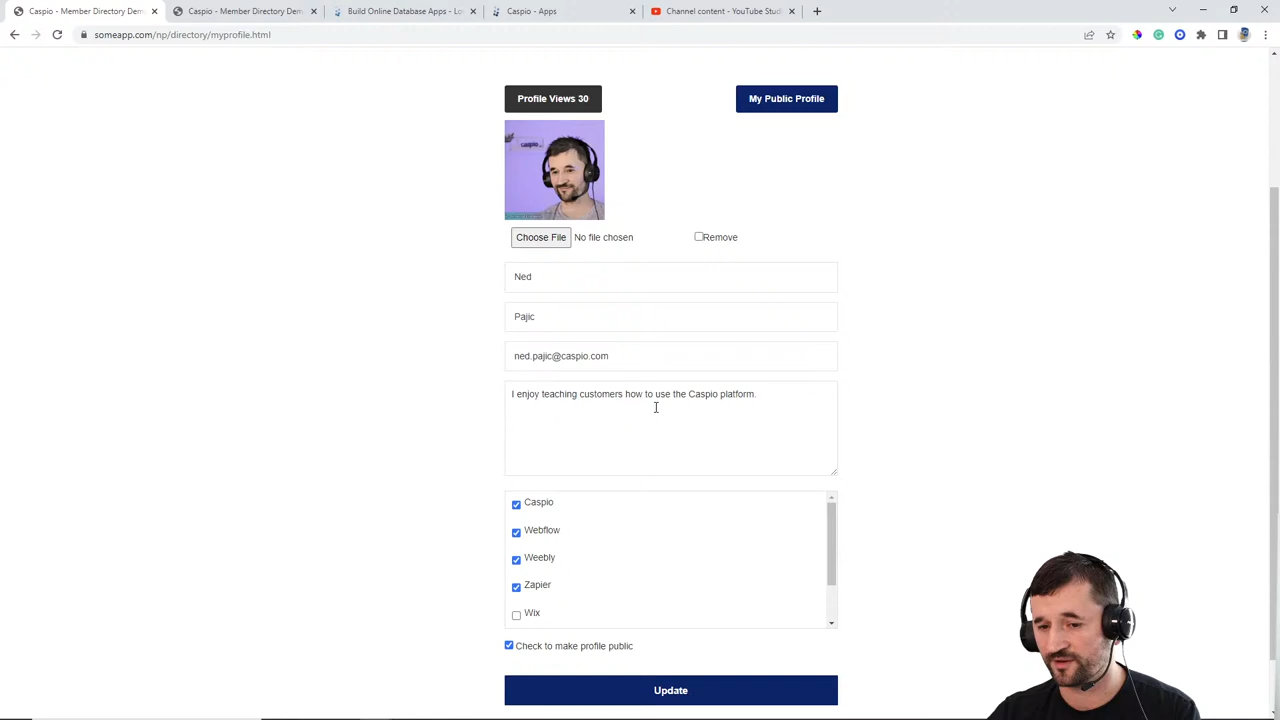 Caspio - Member Directory Dem
Caspio - Member Directory Dem
Build Online Database Apps - Lo
Caspio - Apps
Channel content - YouTube Stud
someapp.com/np/directory/myprofile.html
Profile Views 30
My Public Profile
caspio
Choose File No file chosen
Remove
Ned
Pajic
ned.pajic@caspio.com
I enjoy teaching customers how to use the Caspio platform.
Caspio
Webflow
Weebly
Zapier
Wix
Check to make profile public
Update